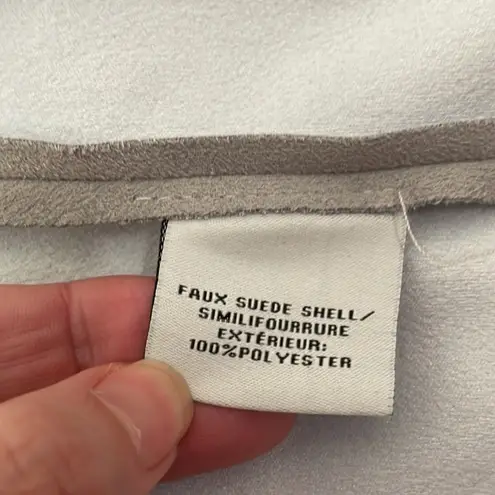 FAUX SUEDE SHELL/
SIMILIFOURRURE
EXTÉRIEUR:
100%POLYESTER